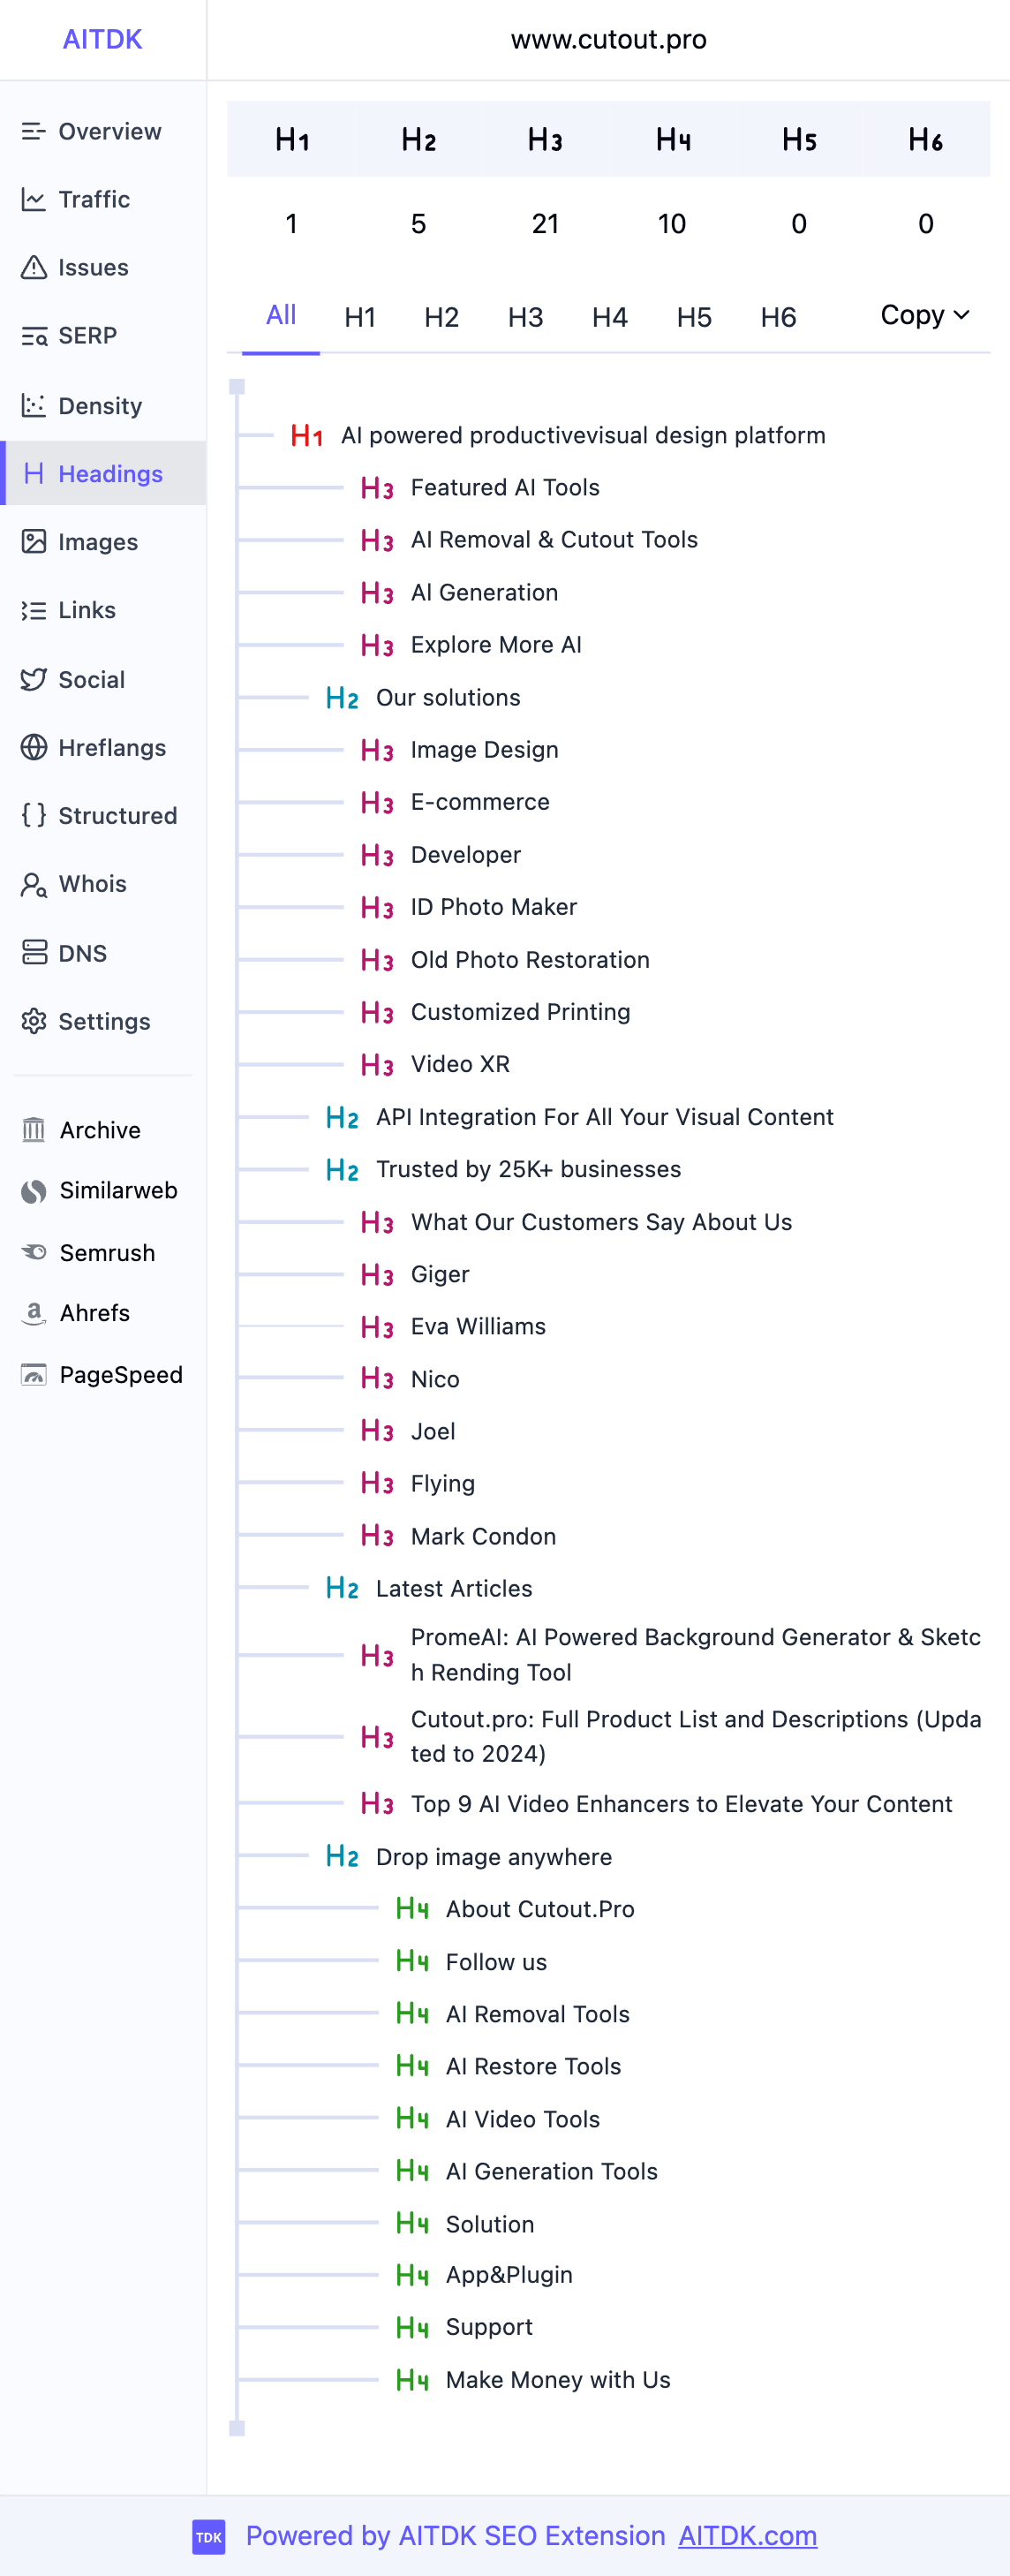 AITDK
www.cutout.pro
Overview
Traffic
Issues
SERP
Density
Headings
Images
Links
Social
Hreflangs
Structured
Whois
DNS
Settings
Archive
Similarweb
Semrush
Ahrefs
PageSpeed
H1 H2 H3 H4 H5 H6
1 5 21 10 0 0
All H1 H2 H3 H4 H5 H6 Copy
H1 AI powered productivevisual design platform
H3 Featured AI Tools
H3 AI Removal & Cutout Tools
H3 AI Generation
H3 Explore More AI
H2 Our solutions
H3 Image Design
H3 E-commerce
H3 Developer
H3 ID Photo Maker
H3 Old Photo Restoration
H3 Customized Printing
H3 Video XR
H2 API Integration For All Your Visual Content
H2 Trusted by 25K+ businesses
H3 What Our Customers Say About Us
H3 Giger
H3 Eva Williams
H3 Nico
H3 Joel
H3 Flying
H3 Mark Condon
H2 Latest Articles
H3 PromeAI: AI Powered Background Generator & Sketc
h Rending Tool
H3 Cutout.pro: Full Product List and Descriptions (Upda
ted to 2024)
H3 Top 9 AI Video Enhancers to Elevate Your Content
H2 Drop image anywhere
H4 About Cutout.Pro
H4 Follow us
H4 AI Removal Tools
H4 AI Restore Tools
H4 AI Video Tools
H4 AI Generation Tools
H4 Solution
H4 App&Plugin
H4 Support
H4 Make Money with Us
TDK Powered by AITDK SEO Extension AITDK.com